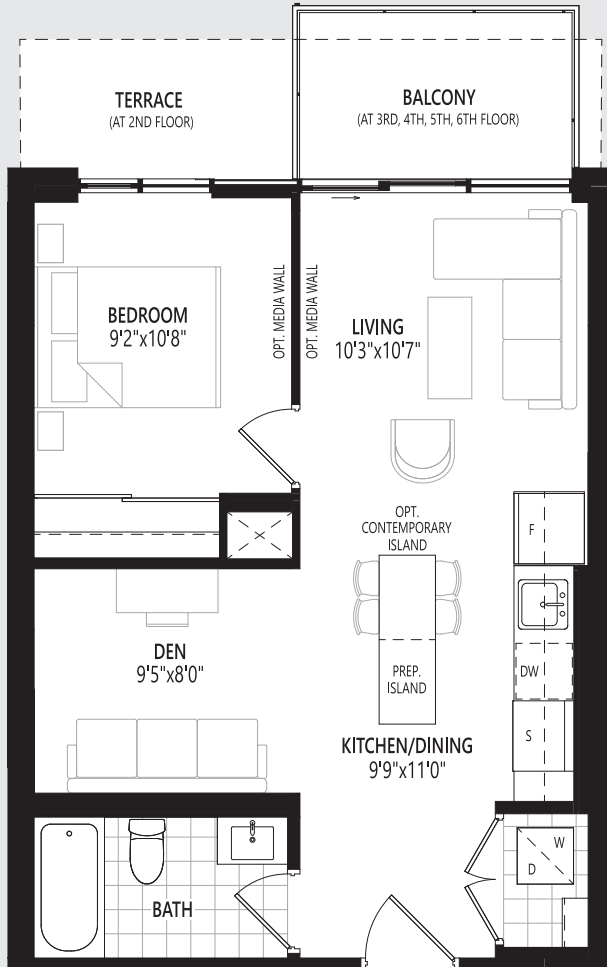 TERRACE
(AT 2ND FLOOR)
BALCONY
(AT 3RD, 4TH, 5TH, 6TH FLOOR)
BEDROOM
9'2"x10'8"
OPT. MEDIA WALL
OPT. MEDIA WALL
LIVING
10'3"x10'7"
OPT.
CONTEMPORARY
ISLAND
F
DEN
9'5"x8'0"
PREP.
ISLAND
DW
S
KITCHEN/DINING
9'9"x11'0"
BATH
W
D